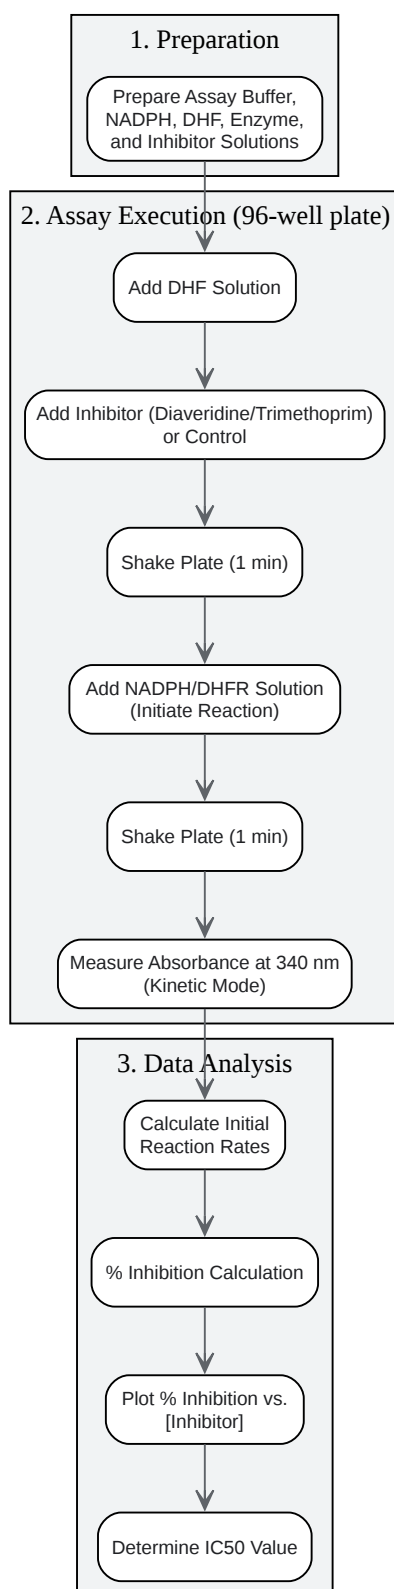 1. Preparation
Prepare Assay Buffer,
NADPH, DHF, Enzyme,
and Inhibitor Solutions
2. Assay Execution (96-well plate)
Add DHF Solution
Add Inhibitor (Diaveridine/Trimethoprim)
or Control
Shake Plate (1 min)
Add NADPH/DHFR Solution
(Initiate Reaction)
Shake Plate (1 min)
Measure Absorbance at 340 nm
(Kinetic Mode)
3. Data Analysis
Calculate Initial
Reaction Rates
% Inhibition Calculation
Plot % Inhibition vs.
[Inhibitor]
Determine IC50 Value